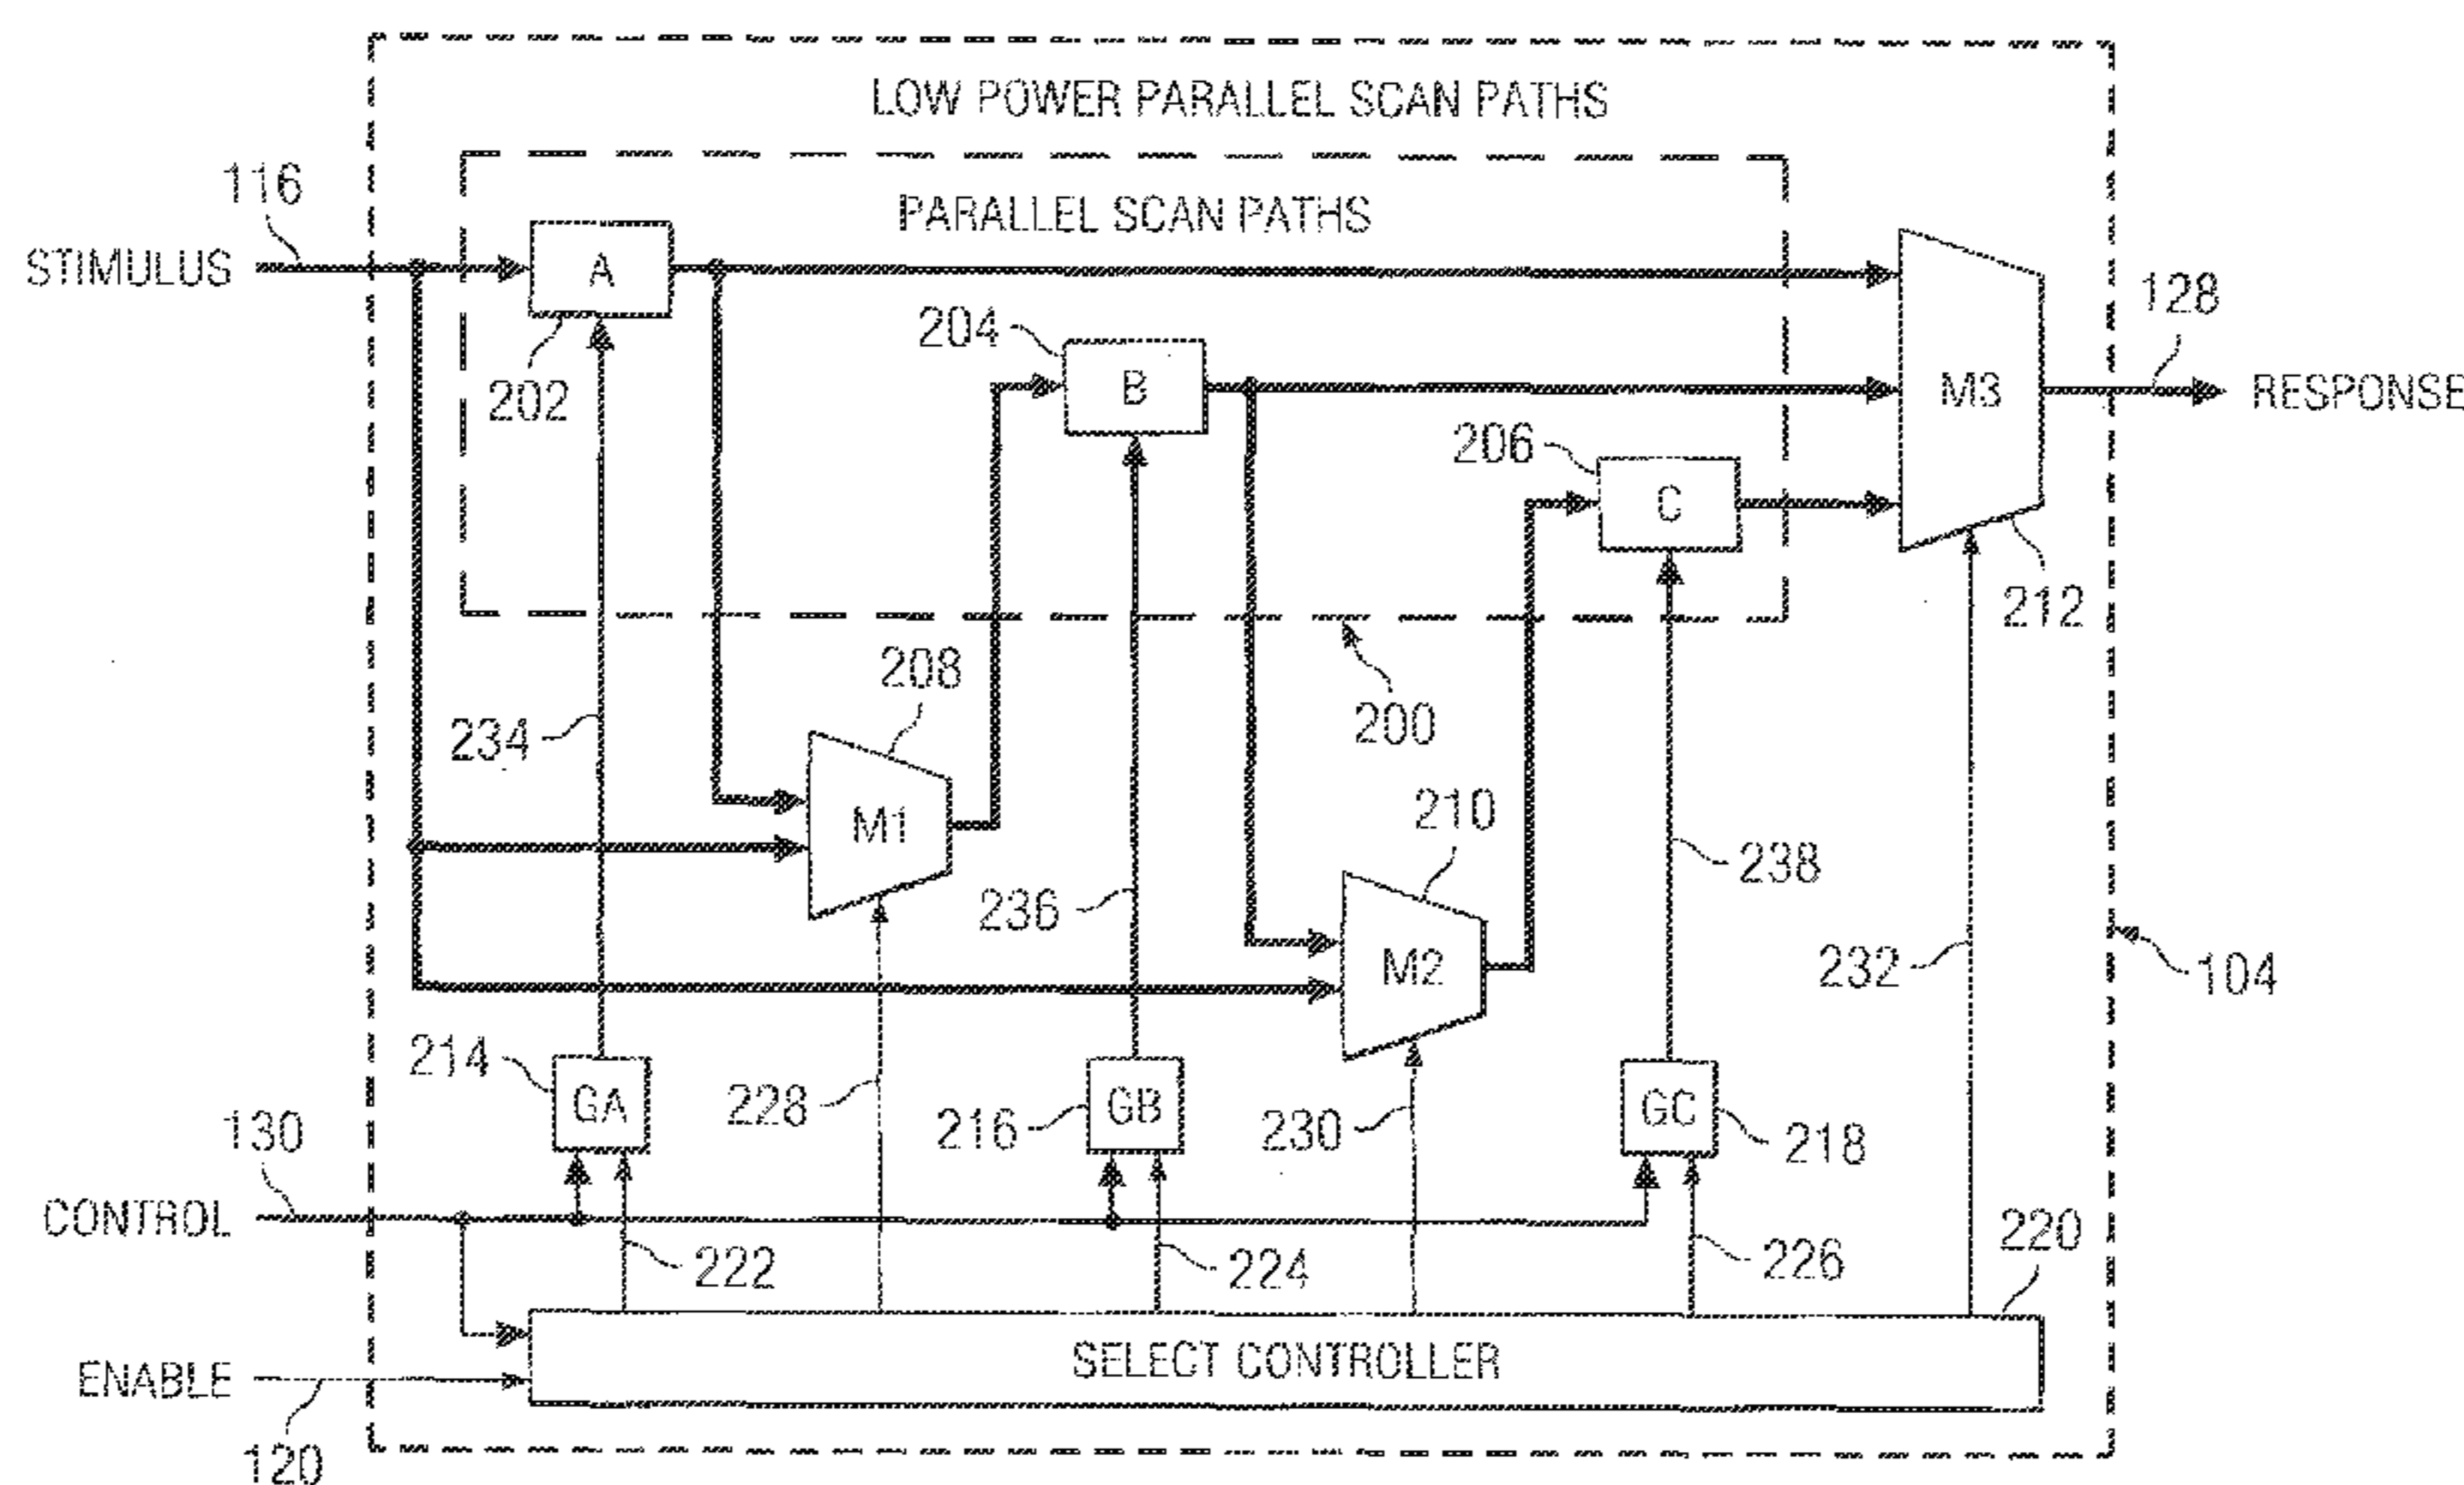 LOW POWER PARALLEL SCAN PATHS
116
PARALLEL SCAN PATHS
STIMULUS
A
202
204
B
128
M3
RESPONSE
206
C
212
208
200
234
M1
210
236
238
M2
232
104
214
GA
228
216
GB
230
GC
218
130
CONTROL
222
224
226
220
ENABLE
SELECT CONTROLLER
120